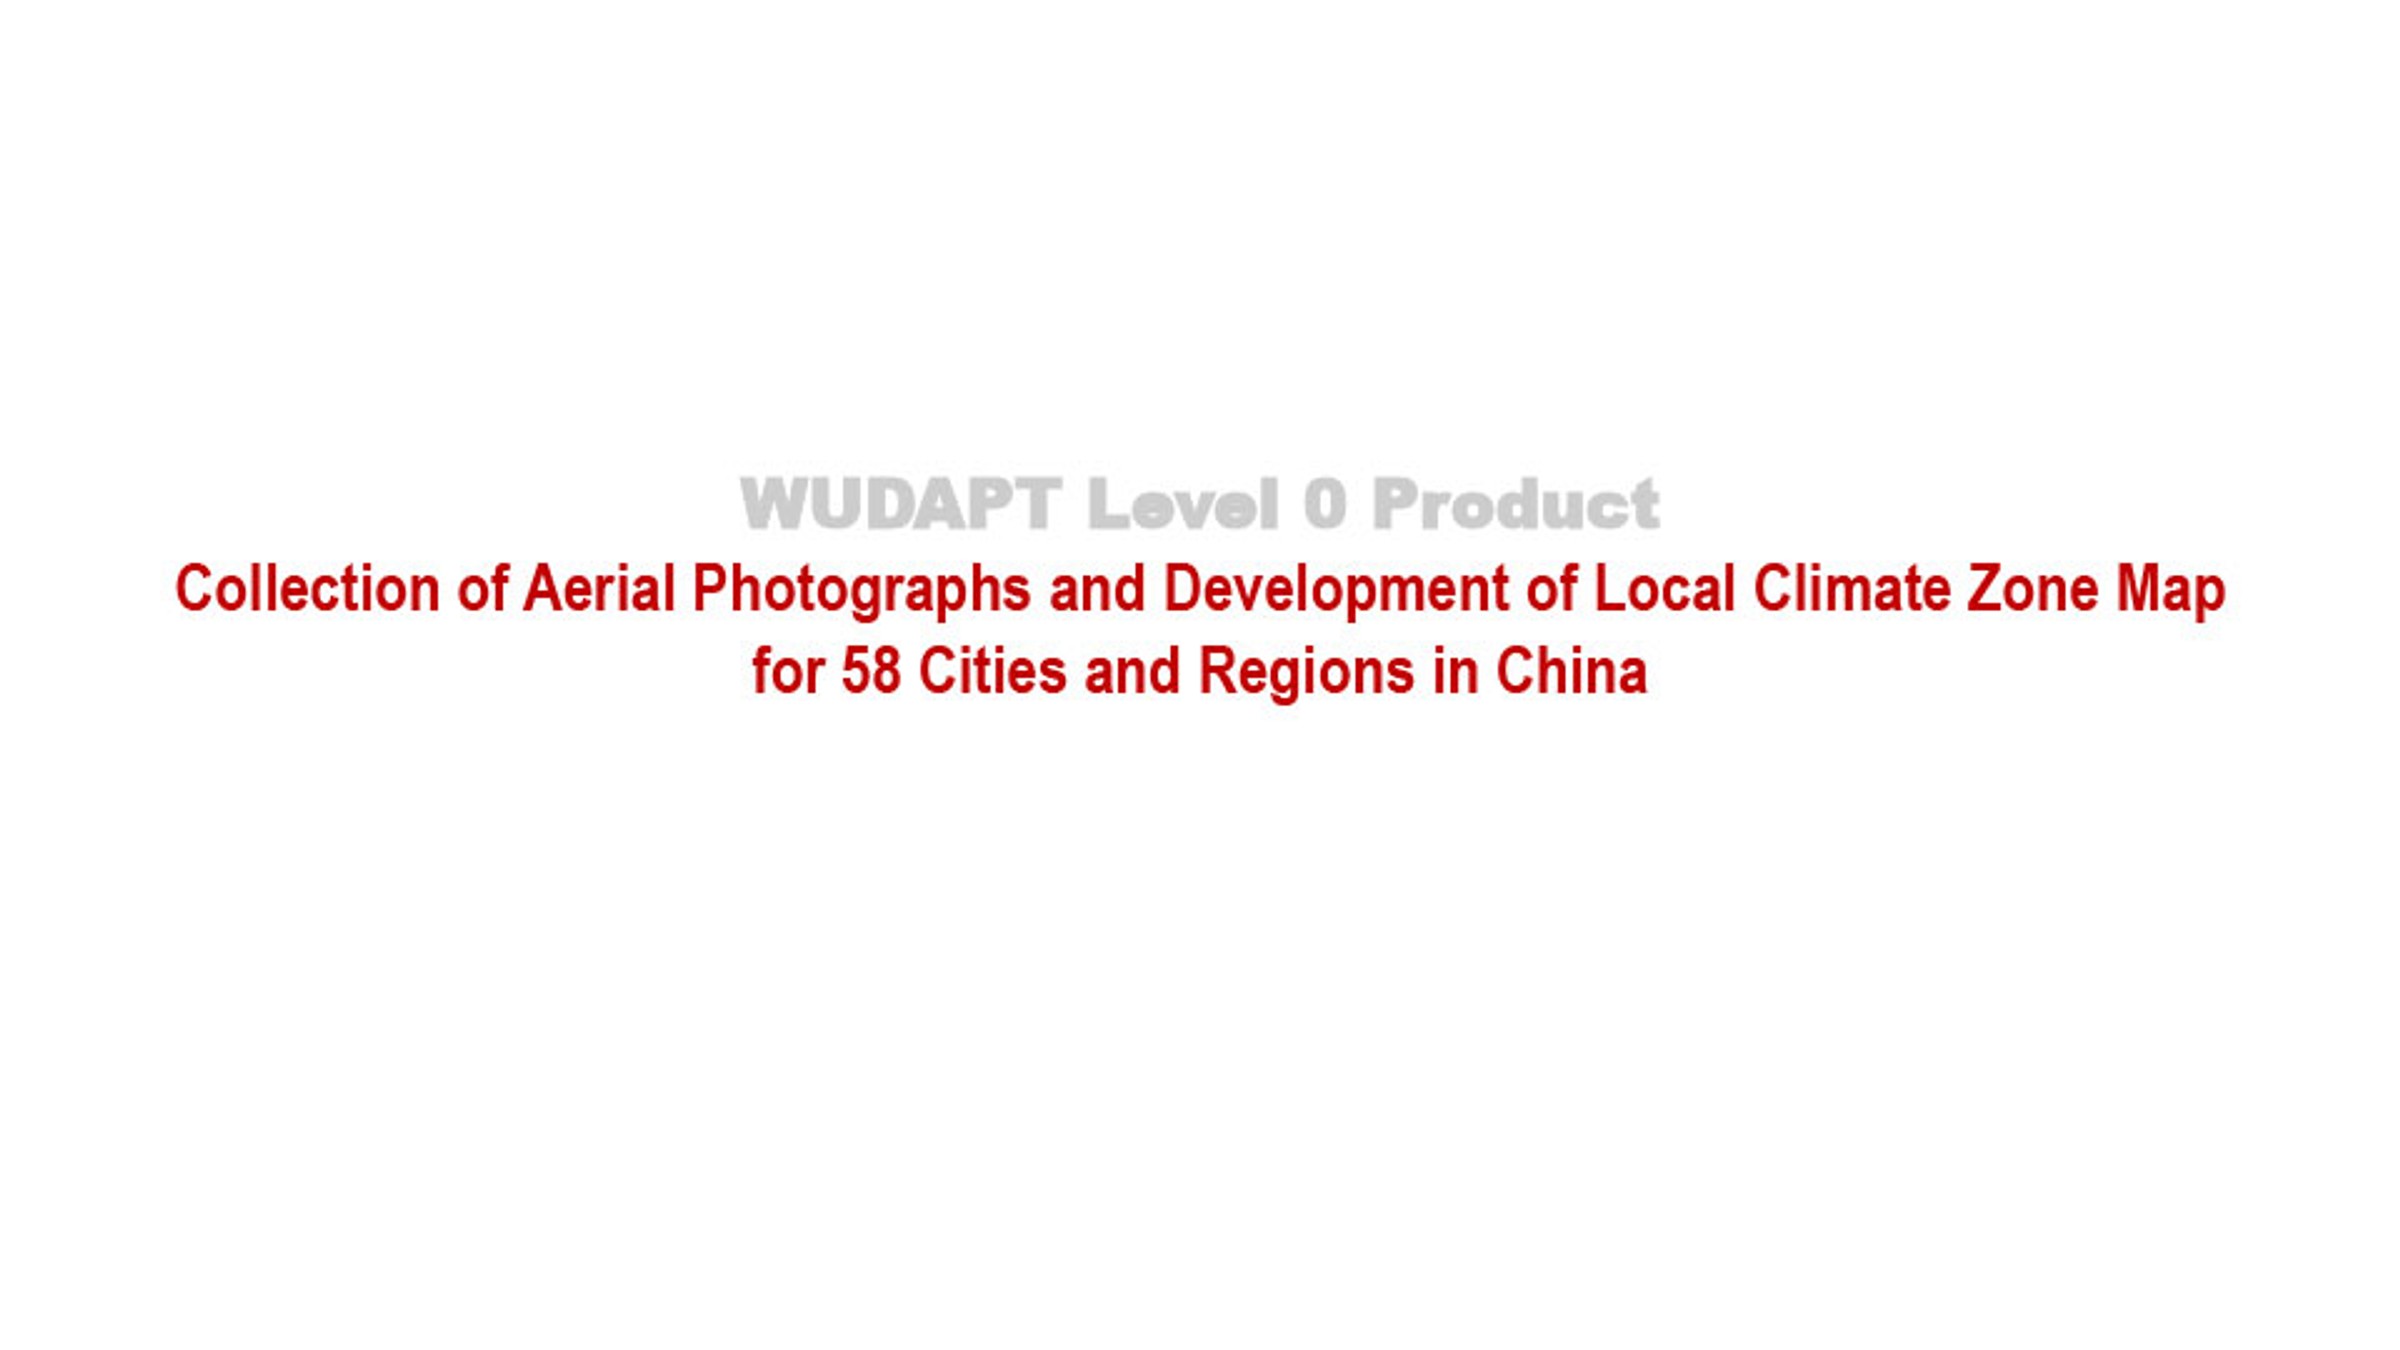 WUDAPT Level 0 Product
Collection of Aerial Photographs and Development of Local Climate Zone Map
for 58 Cities and Regions in China